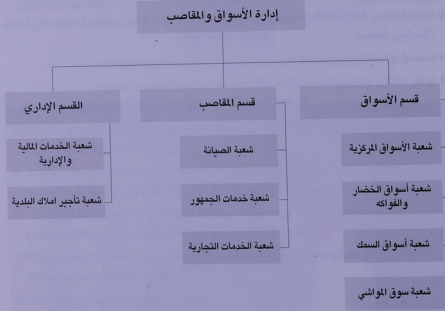 إدارة الأسواق والمقاصب
قسم الأسواق
قسم المقاصب
القسم الإداري
شعبة الأسواق المركزية
شعبة الصيانة
شعبة الخدمات المالية
والإدارية
شعبة أسواق الخضار
والفواكه
شعبة خدمات الجمهور
شعبة تأجير املاك البلدية
شعبة أسواق السمك
شعبة الخدمات التجارية
شعبة سوق المواشي